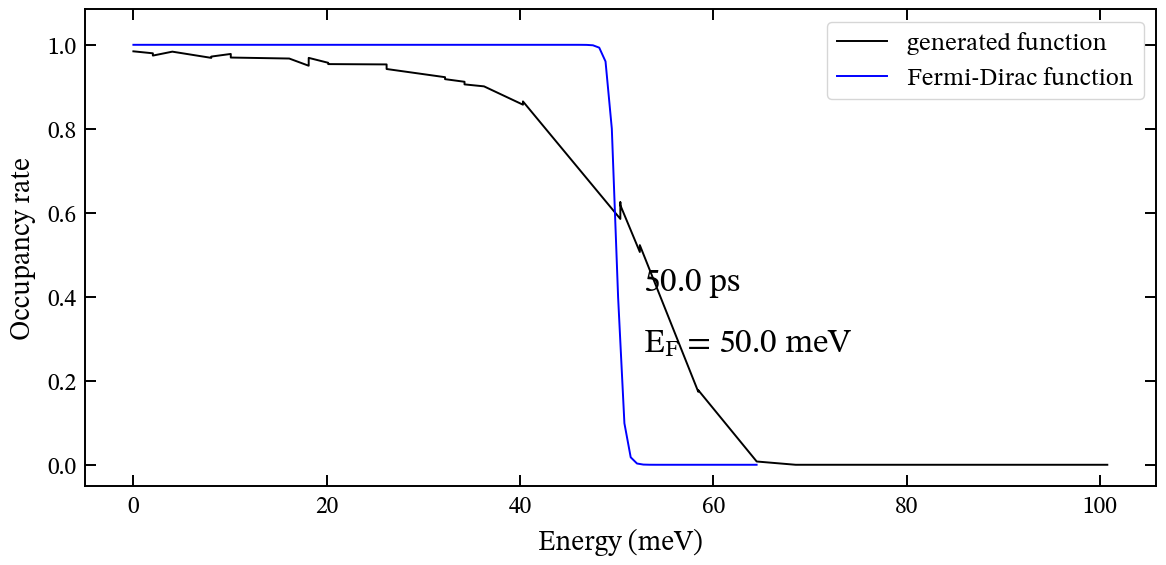 generated function
Fermi-Dirac function
1.0
0.8
0.6
0.4
0.2
0.0
Occupancy rate
50.0 ps
E_F = 50.0 meV
0 20 40 60 80 100
Energy (meV)